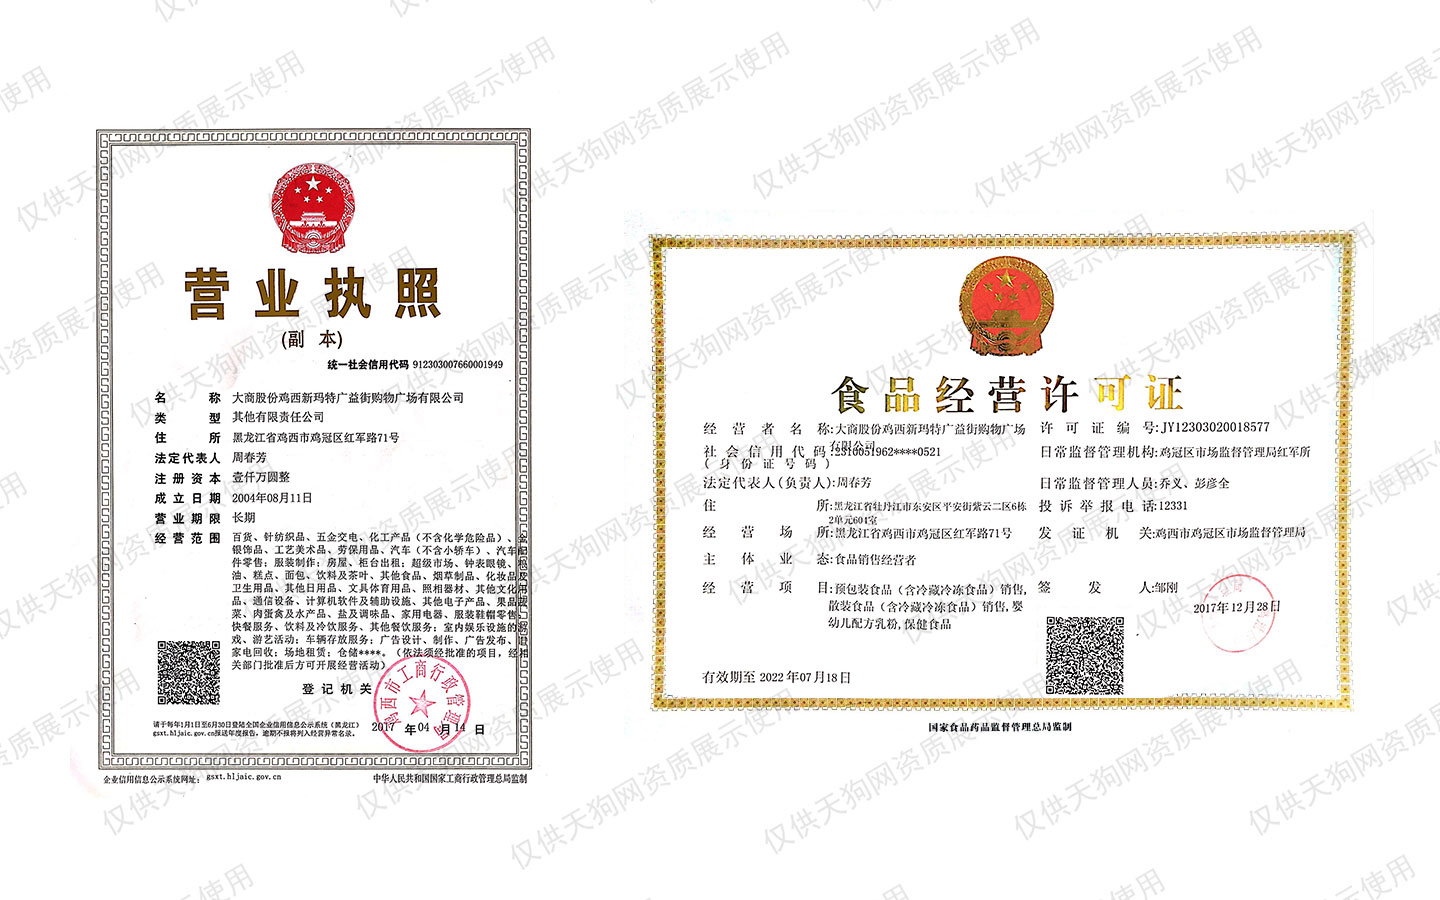 营业执照
(副 本)
统一社会信用代码 912303007660001949
名 称 大商股份鸡西新玛特广益街购物广场有限公司
类 型 其他有限责任公司
住 所 黑龙江省鸡西市鸡冠区红军路71号
法定代表人 周春芳
注册资本 壹仟万圆整
成立日期 2004年08月11日
营业期限 长期
经营范围 百货、针纺织品、五金交电、化工产品（不含化学危险品）、金
银饰品、工艺美术品、劳保用品、汽车（不含小轿车）、汽车配
件零售；服装制作；房屋、柜台出租；超级市场、钟表眼镜、粮
油、糕点、面包、饮料及茶叶、其他食品、烟草制品、化妆品及
卫生用品、其他日用品、文具体育用品、照相器材、其他文化用
品、通信设备、计算机软件及辅助设施、其他电子产品、果品蔬
菜、肉蛋禽及水产品、盐及调味品、家用电器、服装鞋帽零售；
快餐服务、饮料及冷饮服务、其他餐饮服务；室内娱乐设施的游
戏、游艺活动；车辆存放服务；广告设计、制作、广告发布、旧
家电回收；场地租赁；仓储****。（依法须经批准的项目，经相
关部门批准后方可开展经营活动）
登记机关
鸡西市工商行政管理局
2017 年 04 月 14 日
请于每年1月1日至6月30日登陆全国企业信用信息公示系统（黑龙江）
gsxt.hljaic.gov.cn报送年度报告，逾期不报将列入经营异常名录。
企业信用信息公示系统网址： gsxt.hljaic.gov.cn
中华人民共和国国家工商行政管理总局监制
食品经营许可证
经营者名称:大商股份鸡西新玛特广益街购物广场
有限公司
社会信用代码:2310051962****0521
(身份证号码)
法定代表人(负责人):周春芳
住 所:黑龙江省牡丹江市东安区平安街紫云二区6栋
2单元604室
经营场所:黑龙江省鸡西市鸡冠区红军路71号
主体业态:食品销售经营者
经营项目:预包装食品（含冷藏冷冻食品）销售,
散装食品（含冷藏冷冻食品）销售,婴
幼儿配方乳粉,保健食品
有效期至 2022 年 07 月 18 日
许可证编号:JY12303020018577
日常监督管理机构:鸡冠区市场监督管理局红军所
日常监督管理人员:乔义、彭彦全
投诉举报电话:12331
发证机关:鸡西市鸡冠区市场监督管理局
签发人:邹刚
2017年12月28日
国家食品药品监督管理总局监制
仅供天狗网资质展示使用